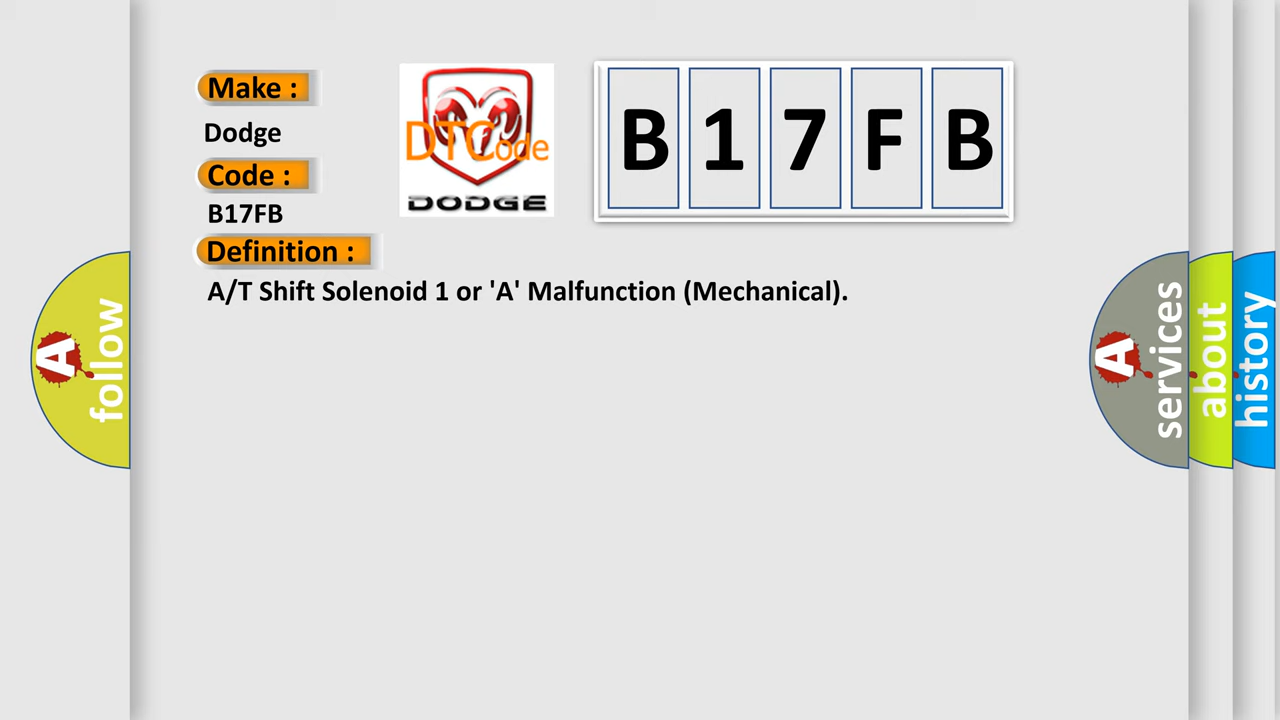 Make :
Dodge
Code :
B17FB
Definition :
A/T Shift Solenoid 1 or 'A' Malfunction (Mechanical).
DTCode
DODGE
B 1 7 F B
A follow
A services
about
history